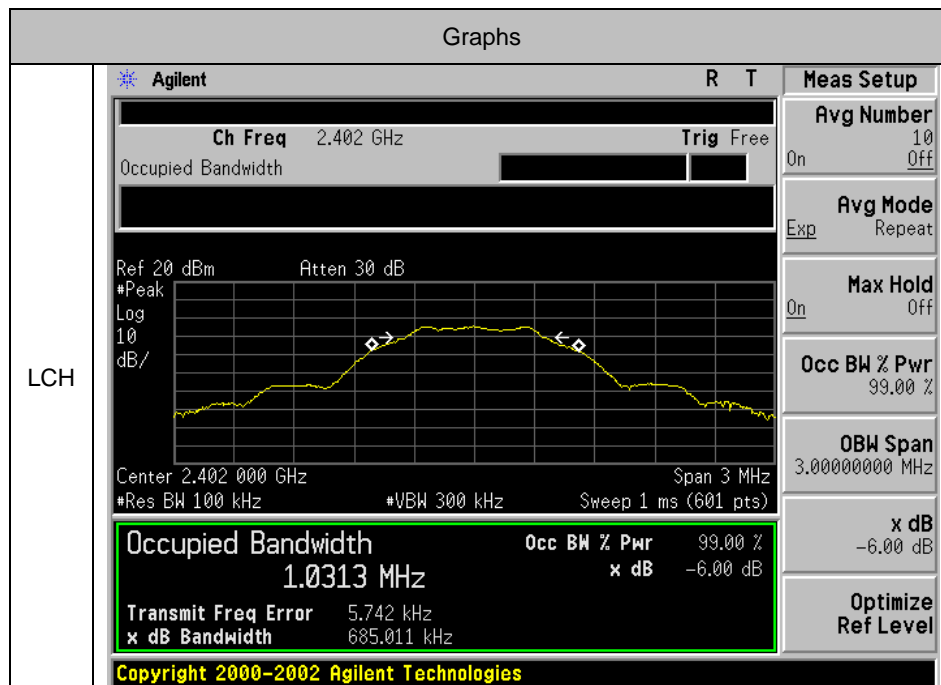 Graphs
LCH
Agilent R T
Ch Freq 2.402 GHz Trig Free
Occupied Bandwidth
Ref 20 dBm Atten 30 dB
#Peak
Log
10
dB/
Center 2.402 000 GHz Span 3 MHz
#Res BW 100 kHz #VBW 300 kHz Sweep 1 ms (601 pts)
Occupied Bandwidth Occ BW % Pwr 99.00 %
1.0313 MHz x dB -6.00 dB
Transmit Freq Error 5.742 kHz
x dB Bandwidth 685.011 kHz
Copyright 2000-2002 Agilent Technologies
Meas Setup
Avg Number
10
On Off
Avg Mode
Exp Repeat
Max Hold
On Off
Occ BW % Pwr
99.00 %
OBW Span
3.00000000 MHz
x dB
-6.00 dB
Optimize
Ref Level